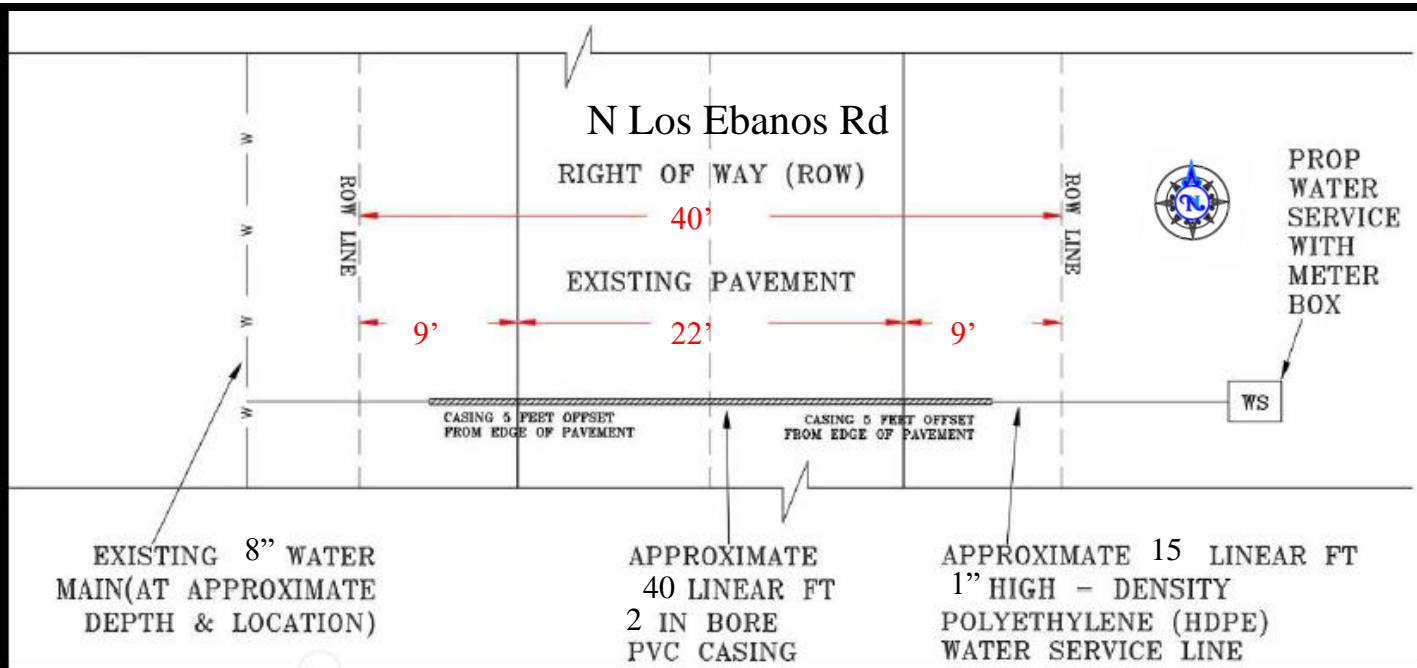 N Los Ebanos Rd
RIGHT OF WAY (ROW)
40'
EXISTING PAVEMENT
9'
22'
9'
ROW LINE
ROW LINE
W
W
W
W
W
N
PROP
WATER
SERVICE
WITH
METER
BOX
WS
CASING 5 FEET OFFSET
FROM EDGE OF PAVEMENT
CASING 5 FEET OFFSET
FROM EDGE OF PAVEMENT
EXISTING 8” WATER
MAIN(AT APPROXIMATE
DEPTH & LOCATION)
APPROXIMATE
40 LINEAR FT
2 IN BORE
PVC CASING
APPROXIMATE 15 LINEAR FT
1” HIGH - DENSITY
POLYETHYLENE (HDPE)
WATER SERVICE LINE